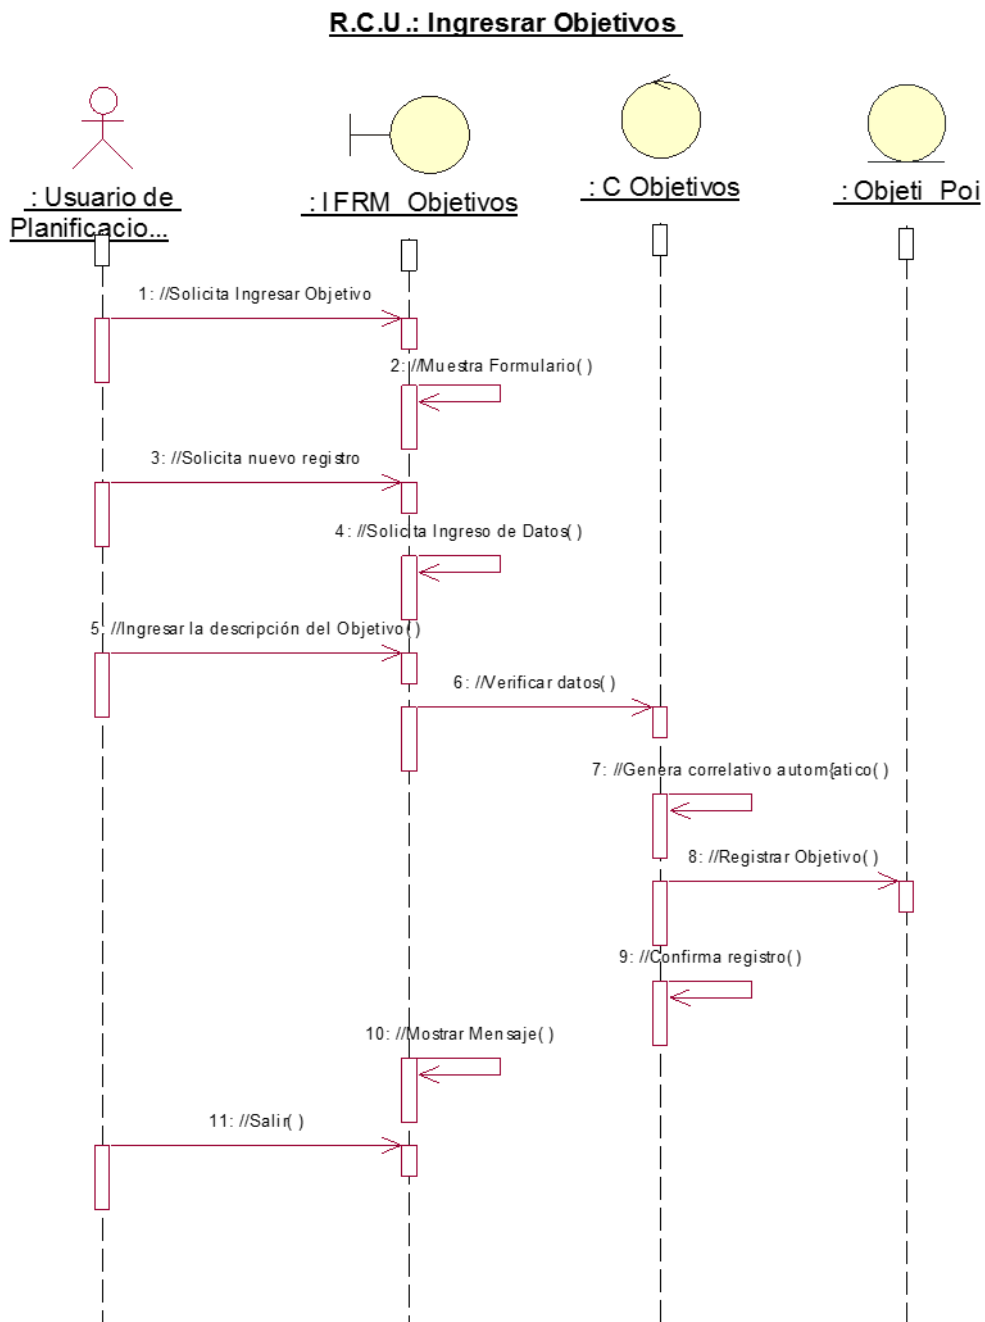 R.C.U.: Ingresrar Objetivos
: Usuario de
Planificacio...
: IFRM_Objetivos
: C Objetivos
: Objeti_Poi
1: //Solicita Ingresar Objetivo
2: //Muestra Formulario( )
3: //Solicita nuevo registro
4: //Solicita Ingreso de Datos( )
5: //Ingresar la descripción del Objetivo( )
6: //Verificar datos( )
7: //Genera correlativo autom{atico( )
8: //Registrar Objetivo( )
9: //Confirma registro( )
10: //Mostrar Mensaje( )
11: //Salir( )